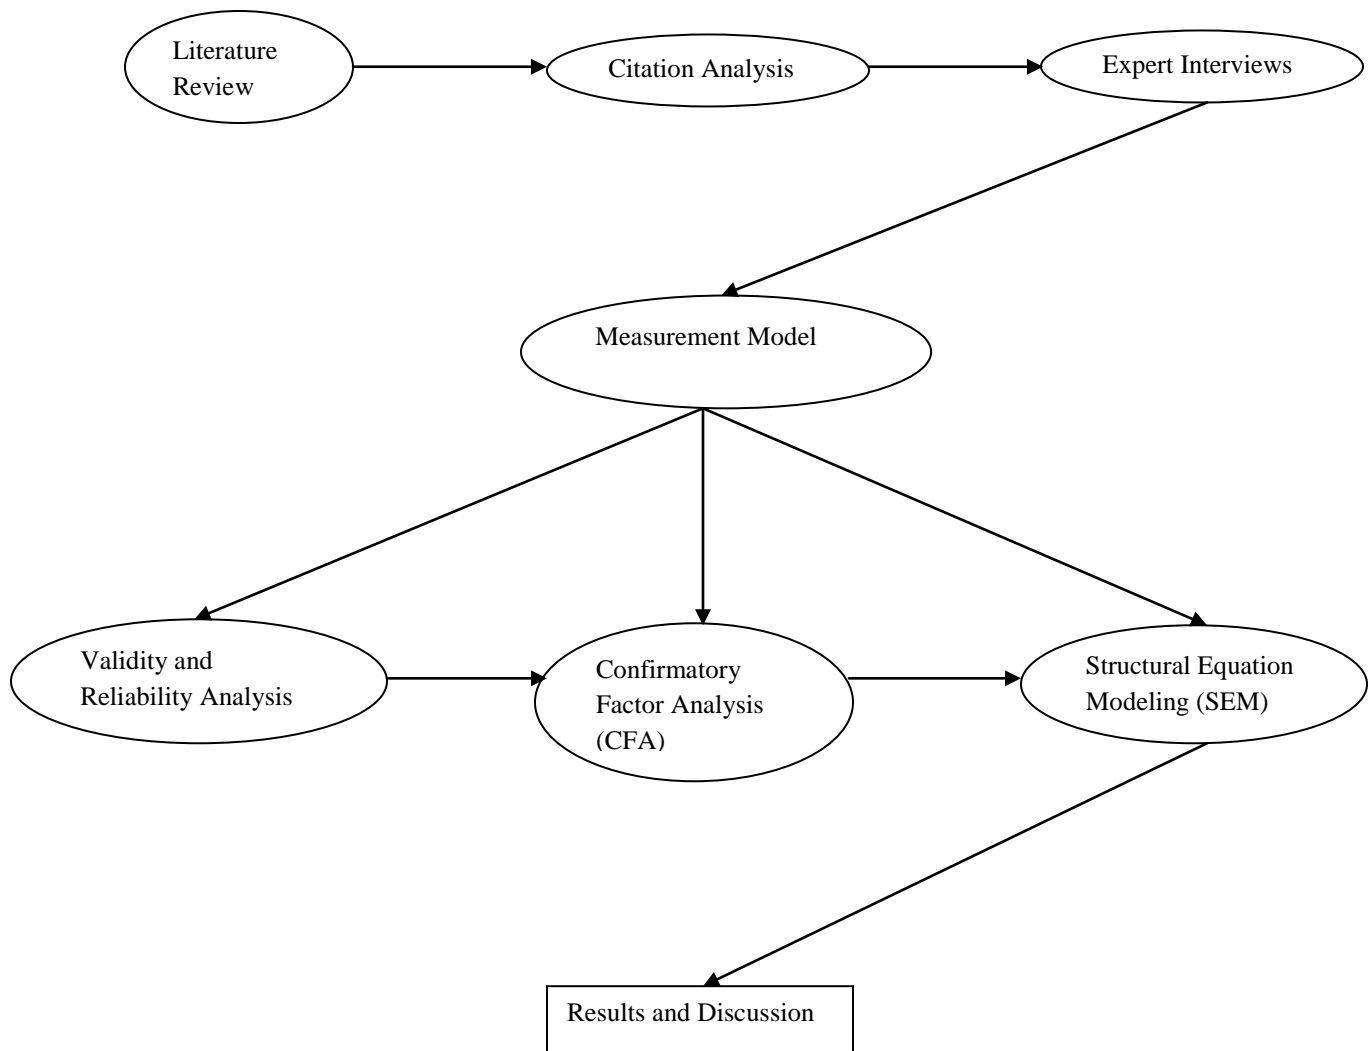 Literature
Review
Citation Analysis
Expert Interviews
Measurement Model
Validity and
Reliability Analysis
Confirmatory
Factor Analysis
(CFA)
Structural Equation
Modeling (SEM)
Results and Discussion